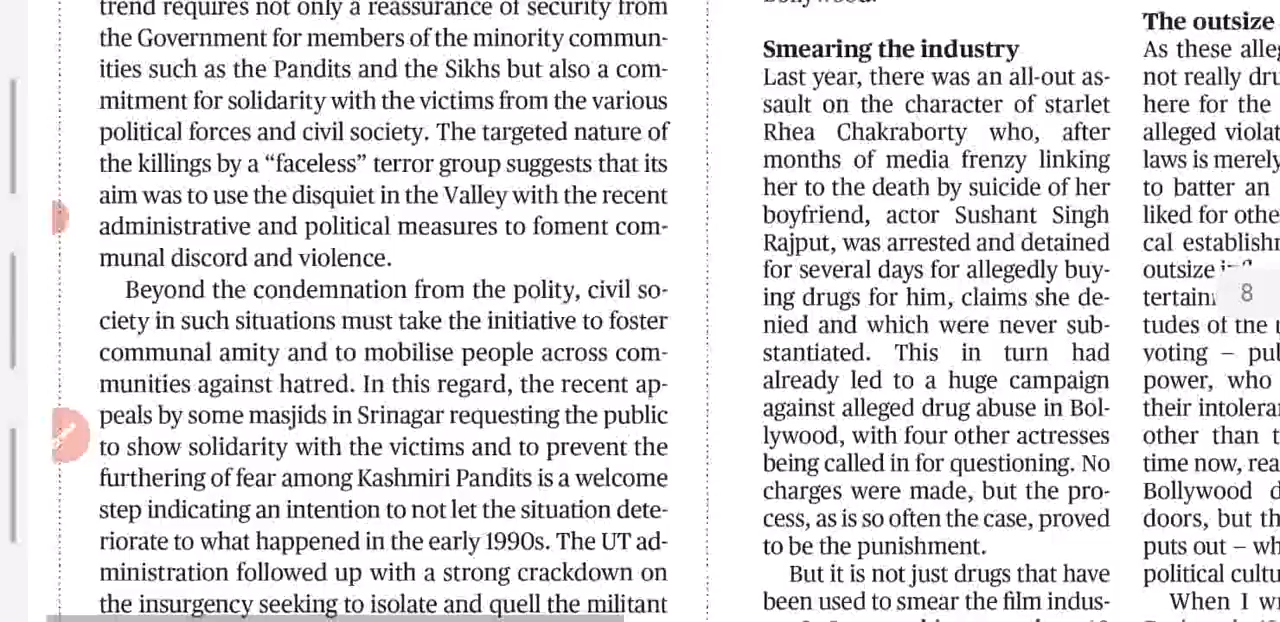 trend requires not only a reassurance of security from
the Government for members of the minority commun-
ities such as the Pandits and the Sikhs but also a com-
mitment for solidarity with the victims from the various
political forces and civil society. The targeted nature of
the killings by a “faceless” terror group suggests that its
aim was to use the disquiet in the Valley with the recent
administrative and political measures to foment com-
munal discord and violence.
Beyond the condemnation from the polity, civil so-
ciety in such situations must take the initiative to foster
communal amity and to mobilise people across com-
munities against hatred. In this regard, the recent ap-
peals by some masjids in Srinagar requesting the public
to show solidarity with the victims and to prevent the
furthering of fear among Kashmiri Pandits is a welcome
step indicating an intention to not let the situation dete-
riorate to what happened in the early 1990s. The UT ad-
ministration followed up with a strong crackdown on
the insurgency seeking to isolate and quell the militant
Smearing the industry
Last year, there was an all-out as-
sault on the character of starlet
Rhea Chakraborty who, after
months of media frenzy linking
her to the death by suicide of her
boyfriend, actor Sushant Singh
Rajput, was arrested and detained
for several days for allegedly buy-
ing drugs for him, claims she de-
nied and which were never sub-
stantiated. This in turn had
already led to a huge campaign
against alleged drug abuse in Bol-
lywood, with four other actresses
being called in for questioning. No
charges were made, but the pro-
cess, as is so often the case, proved
to be the punishment.
But it is not just drugs that have
been used to smear the film indus-
The outsize
As these alle
not really dru
here for the
alleged violat
laws is merely
to batter an
liked for othe
cal establish
outsize
tertain
tudes of the
voting – pu
power, who
their intolera
other than t
time now, rea
Bollywood d
doors, but th
puts out – wh
political cultu
When I w
8